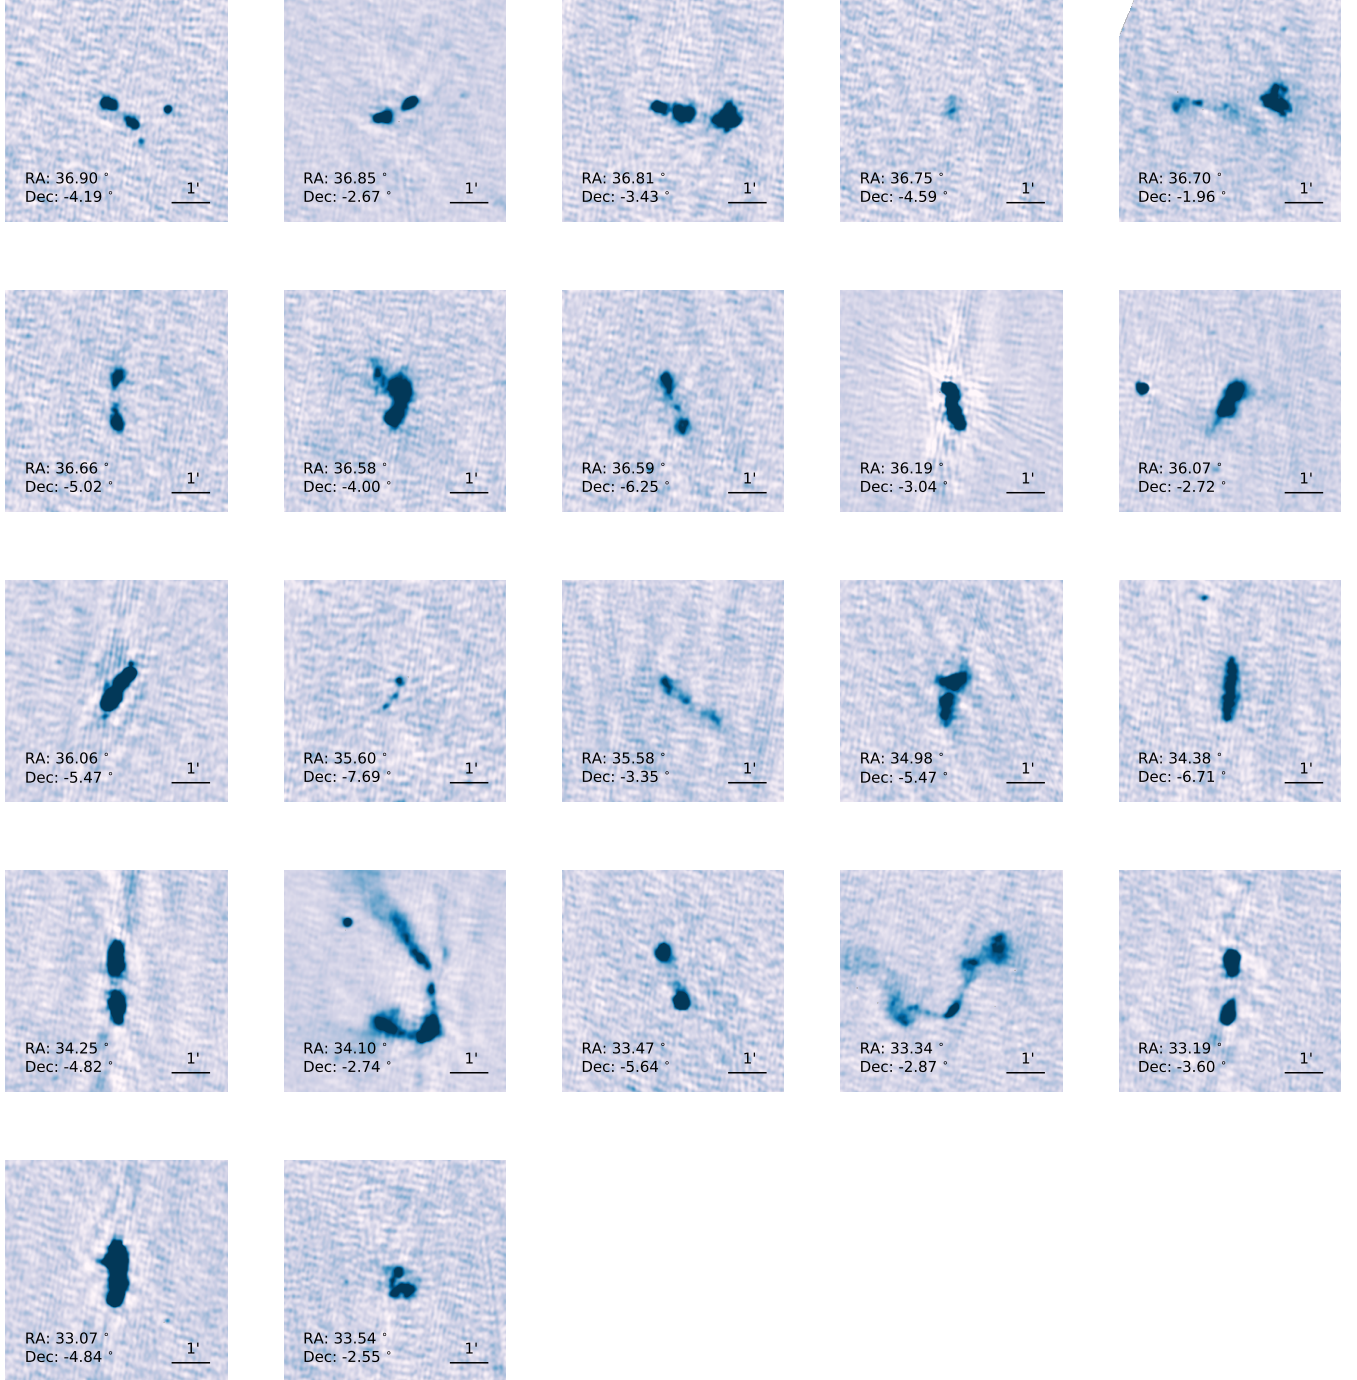 RA: 36.90 °
Dec: -4.19 °
1'
RA: 36.85 °
Dec: -2.67 °
1'
RA: 36.81 °
Dec: -3.43 °
1'
RA: 36.75 °
Dec: -4.59 °
1'
RA: 36.70 °
Dec: -1.96 °
1'
RA: 36.66 °
Dec: -5.02 °
1'
RA: 36.58 °
Dec: -4.00 °
1'
RA: 36.59 °
Dec: -6.25 °
1'
RA: 36.19 °
Dec: -3.04 °
1'
RA: 36.07 °
Dec: -2.72 °
1'
RA: 36.06 °
Dec: -5.47 °
1'
RA: 35.60 °
Dec: -7.69 °
1'
RA: 35.58 °
Dec: -3.35 °
1'
RA: 34.98 °
Dec: -5.47 °
1'
RA: 34.38 °
Dec: -6.71 °
1'
RA: 34.25 °
Dec: -4.82 °
1'
RA: 34.10 °
Dec: -2.74 °
1'
RA: 33.47 °
Dec: -5.64 °
1'
RA: 33.34 °
Dec: -2.87 °
1'
RA: 33.19 °
Dec: -3.60 °
1'
RA: 33.07 °
Dec: -4.84 °
1'
RA: 33.54 °
Dec: -2.55 °
1'